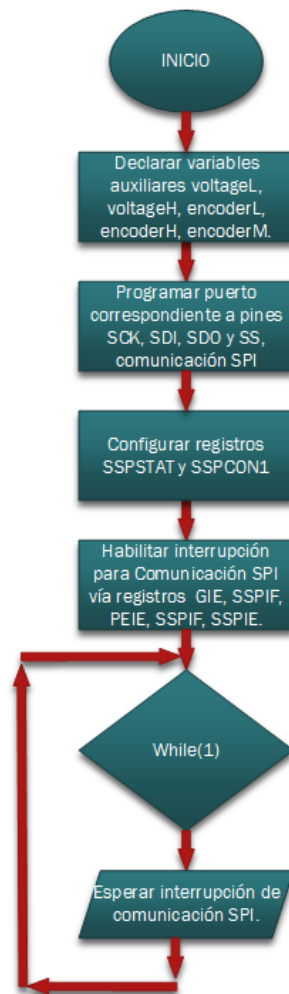 INICIO
Declarar variables
auxiliares voltageL,
voltageH, encoderL,
encoderH, encoderM.
Programar puerto
correspondiente a pines
SCK, SDI, SDO y SS,
comunicación SPI
Configurar registros
SSPSTAT y SSPCON1
Habilitar interrupción
para Comunicación SPI
vía registros GIE, SSPIF,
PEIE, SSPIF, SSPIE.
While(1)
Esperar interrupción de
comunicación SPI.